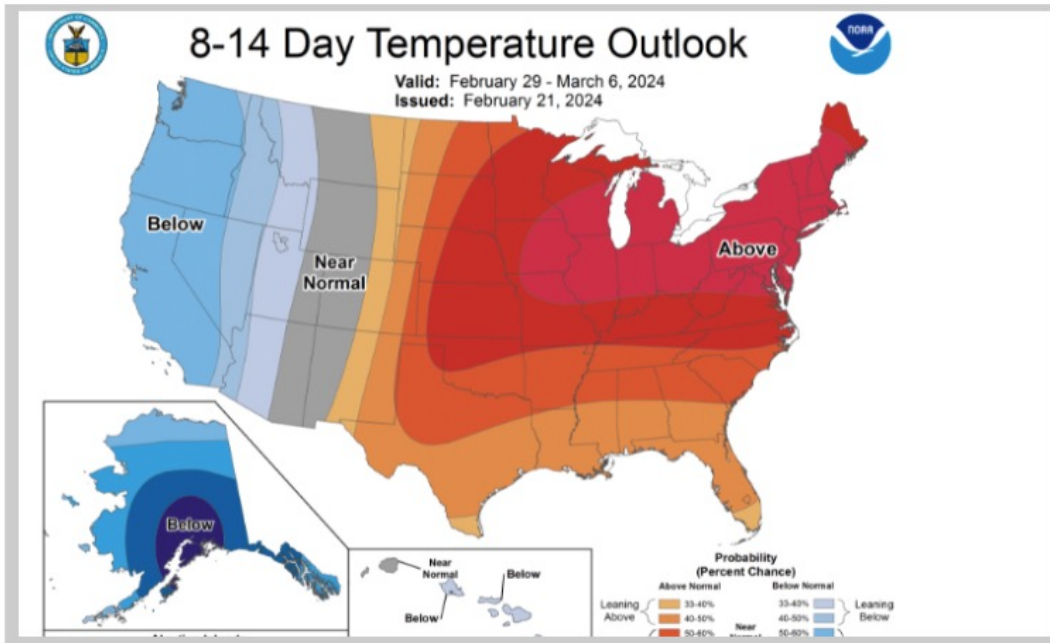 8-14 Day Temperature Outlook
NOAA
Valid: February 29 - March 6, 2024
Issued: February 21, 2024
Below
Near
Normal
Above
Below
Near
Normal
Below
Below
Probability
(Percent Chance)
Above Normal
Below Normal
Leaning
Above
33-40%
33-40%
Leaning
Below
40-50%
40-50%
50-60%
Near
50-60%